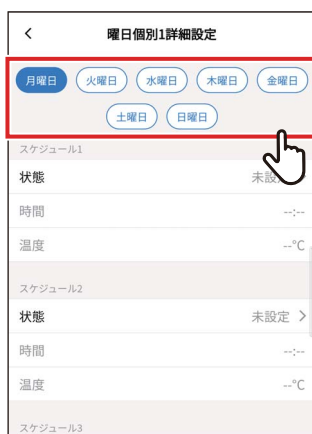 曜日個別1詳細設定
月曜日 火曜日 水曜日 木曜日 金曜日
土曜日 日曜日
スケジュール1
状態 未設
時間 --:--
温度 --°C
スケジュール2
状態 未設定
時間 --:--
温度 --°C
スケジュール3